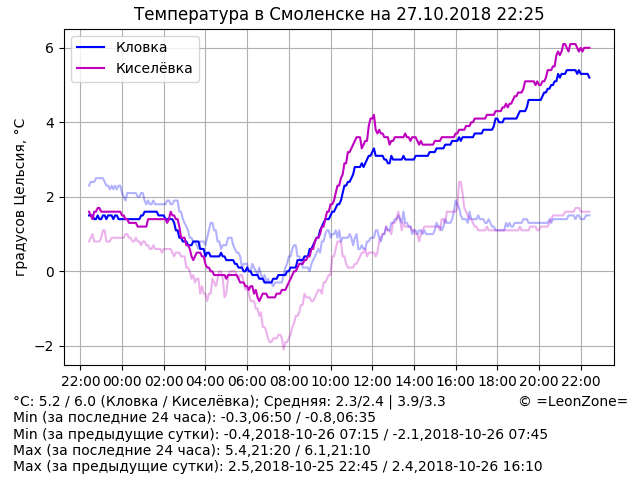 Температура в Смоленске на 27.10.2018 22:25
Кловка
Киселёвка
градусов Цельсия, °C
6
4
2
0
−2
22:00 00:00 02:00 04:00 06:00 08:00 10:00 12:00 14:00 16:00 18:00 20:00 22:00
°C: 5.2 / 6.0 (Кловка / Киселёвка); Средняя: 2.3/2.4 | 3.9/3.3 © =LeonZone=
Min (за последние 24 часа): -0.3,06:50 / -0.8,06:35
Min (за предыдущие сутки): -0.4,2018-10-26 07:15 / -2.1,2018-10-26 07:45
Max (за последние 24 часа): 5.4,21:20 / 6.1,21:10
Max (за предыдущие сутки): 2.5,2018-10-25 22:45 / 2.4,2018-10-26 16:10